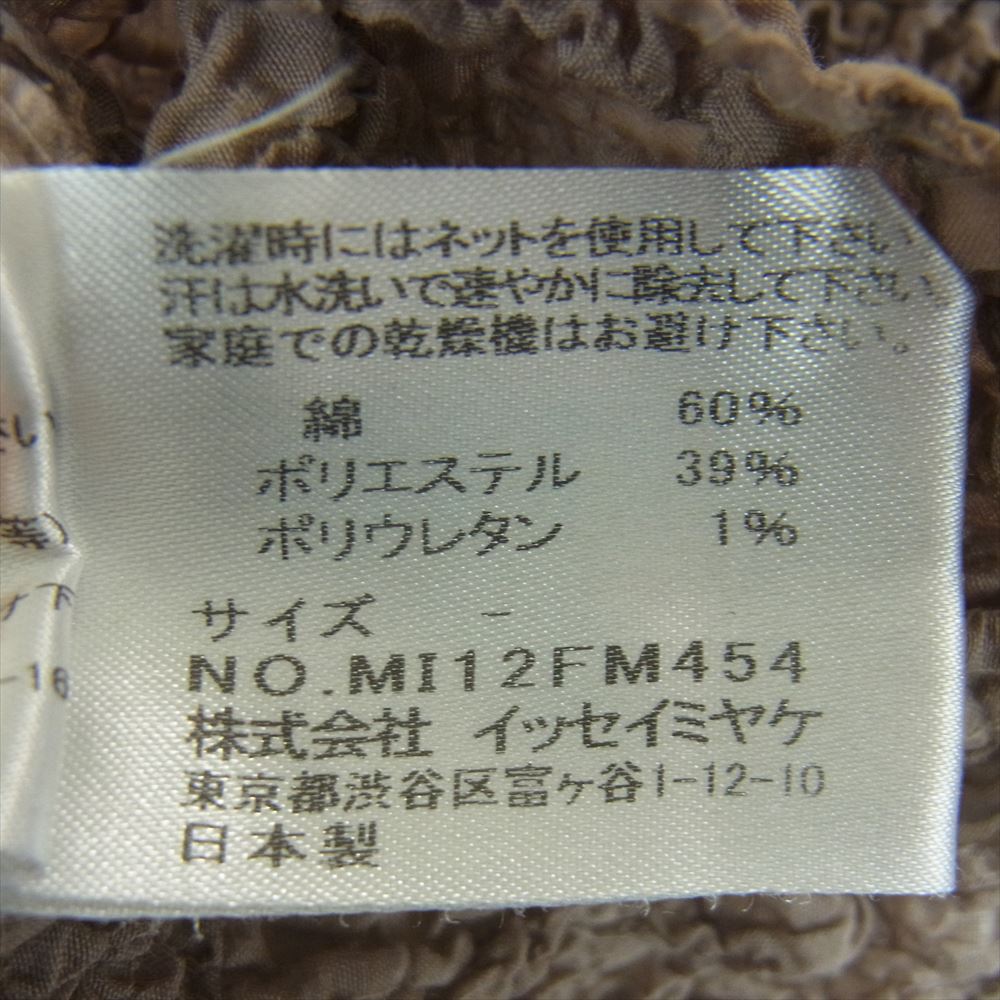 洗濯時にはネットを使用して下さい
汗は水洗いで速やかに除去して下さい
家庭での乾燥機はお避け下さい。
綿 60%
ポリエステル 39%
ポリウレタン 1%
サイズ -
NO.MI12FM454
株式会社 イッセイミヤケ
東京都渋谷区富ヶ谷1-12-10
日本製
-16